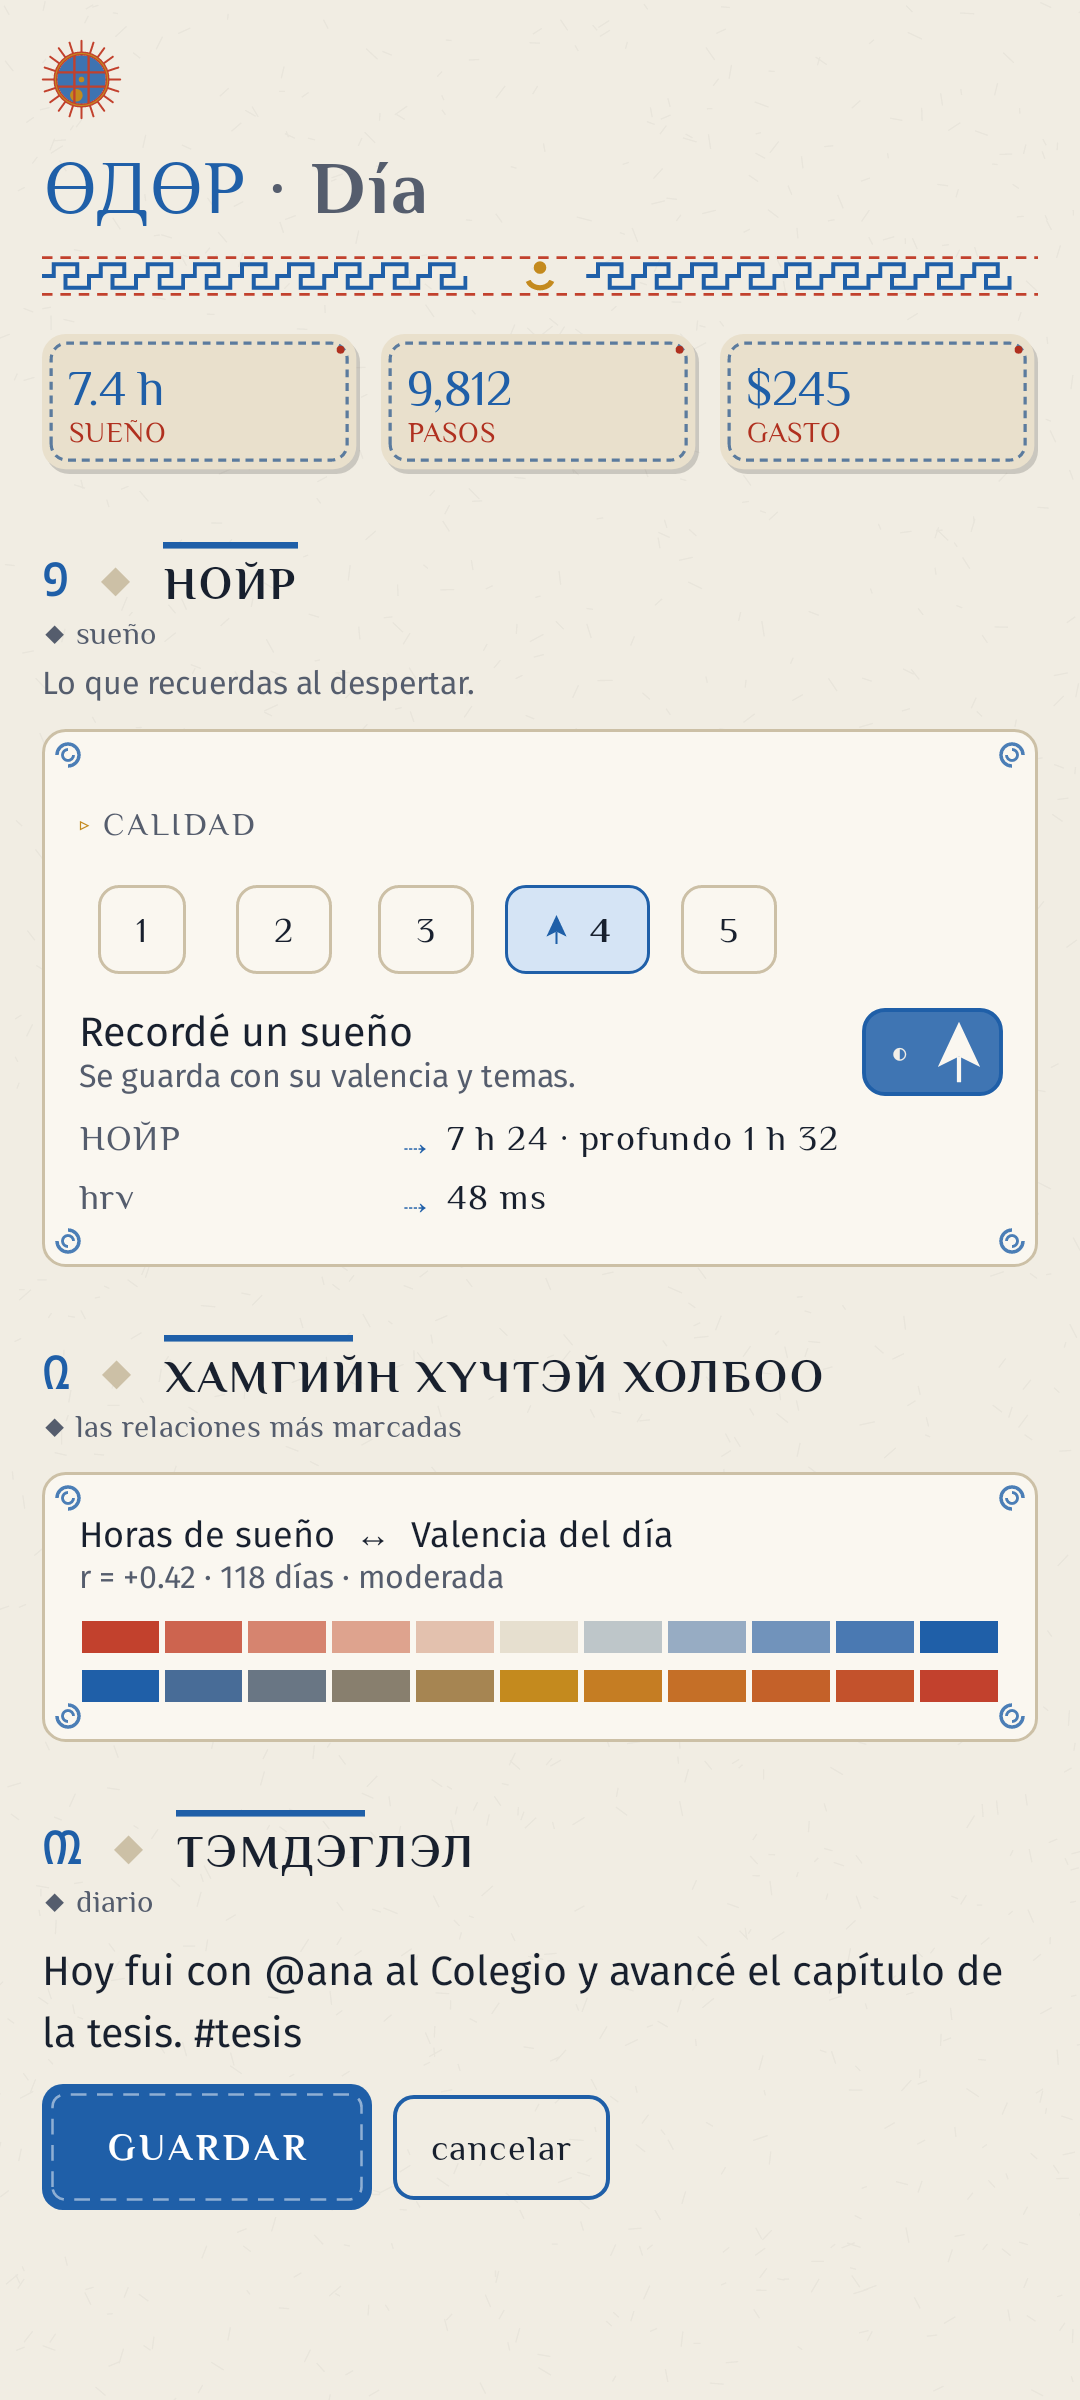 ӨДӨР · Día
7.4 h
SUEÑO
9,812
PASOS
$245
GASTO
НОЙР
◆ sueño
Lo que recuerdas al despertar.
▹ CALIDAD
1 2 3 4 5
Recordé un sueño
Se guarda con su valencia y temas.
НОЙР ⇢ 7 h 24 · profundo 1 h 32
hrv ⇢ 48 ms
ХАМГИЙН ХҮЧТЭЙ ХОЛБОО
◆ las relaciones más marcadas
Horas de sueño ↔ Valencia del día
r = +0.42 · 118 días · moderada
ТЭМДЭГЛЭЛ
◆ diario
Hoy fui con @ana al Colegio y avancé el capítulo de
la tesis. #tesis
GUARDAR
cancelar